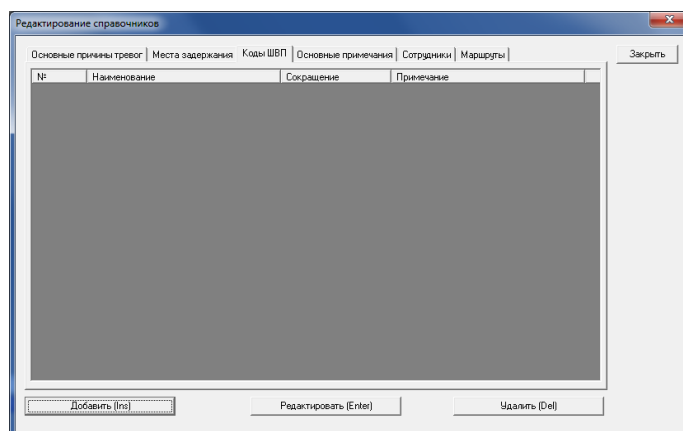 Редактирование справочников
Основные причины тревог Места задержания Коды ШВП Основные примечания Сотрудники Маршруты Закрыть
№ Наименование Сокращение Примечание
Добавить (Ins) Редактировать (Enter) Удалить (Del)